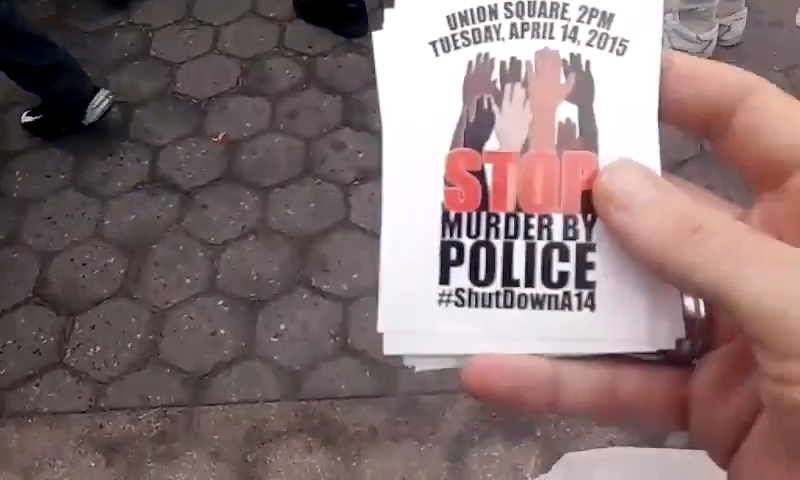 UNION SQUARE, 2PM
TUESDAY, APRIL 14, 2015
STOP
MURDER BY
POLICE
#ShutDownA14